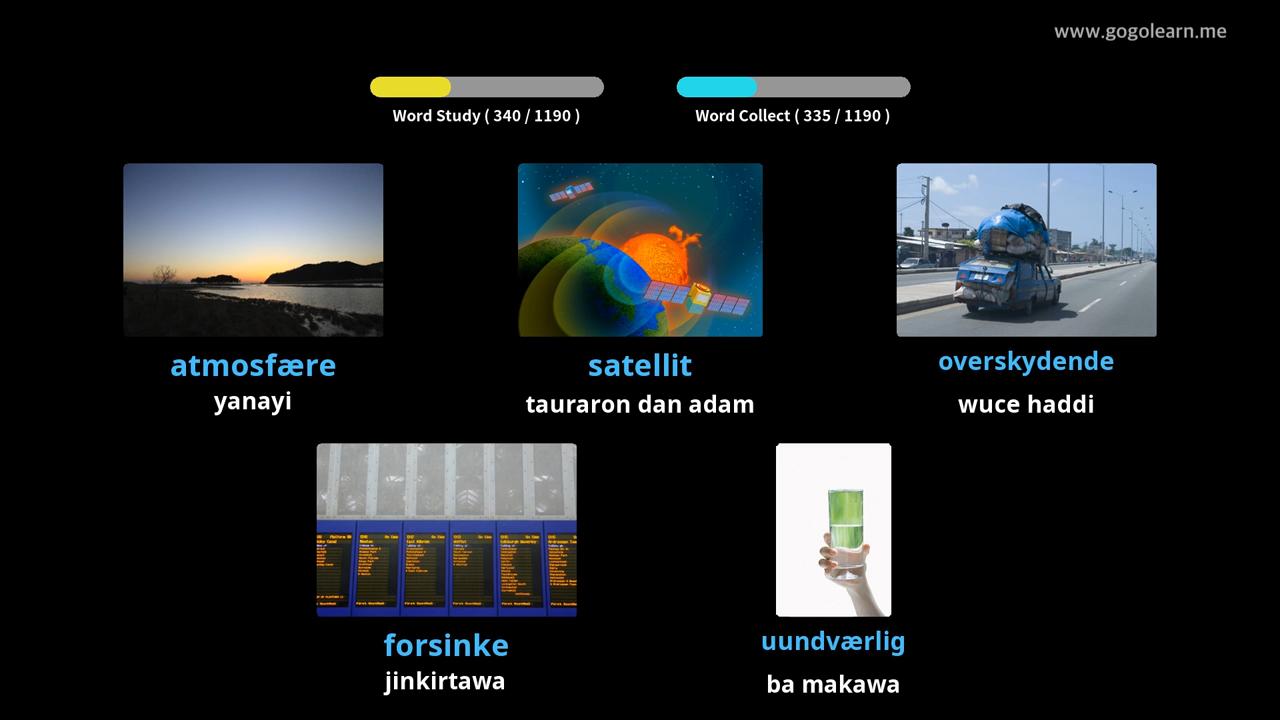 www.gogolearn.me
Word Study ( 340 / 1190 )
Word Collect ( 335 / 1190 )
atmosfære
yanayi
satellit
tauraron dan adam
overskydende
wuce haddi
forsinke
jinkirtawa
uundværlig
ba makawa